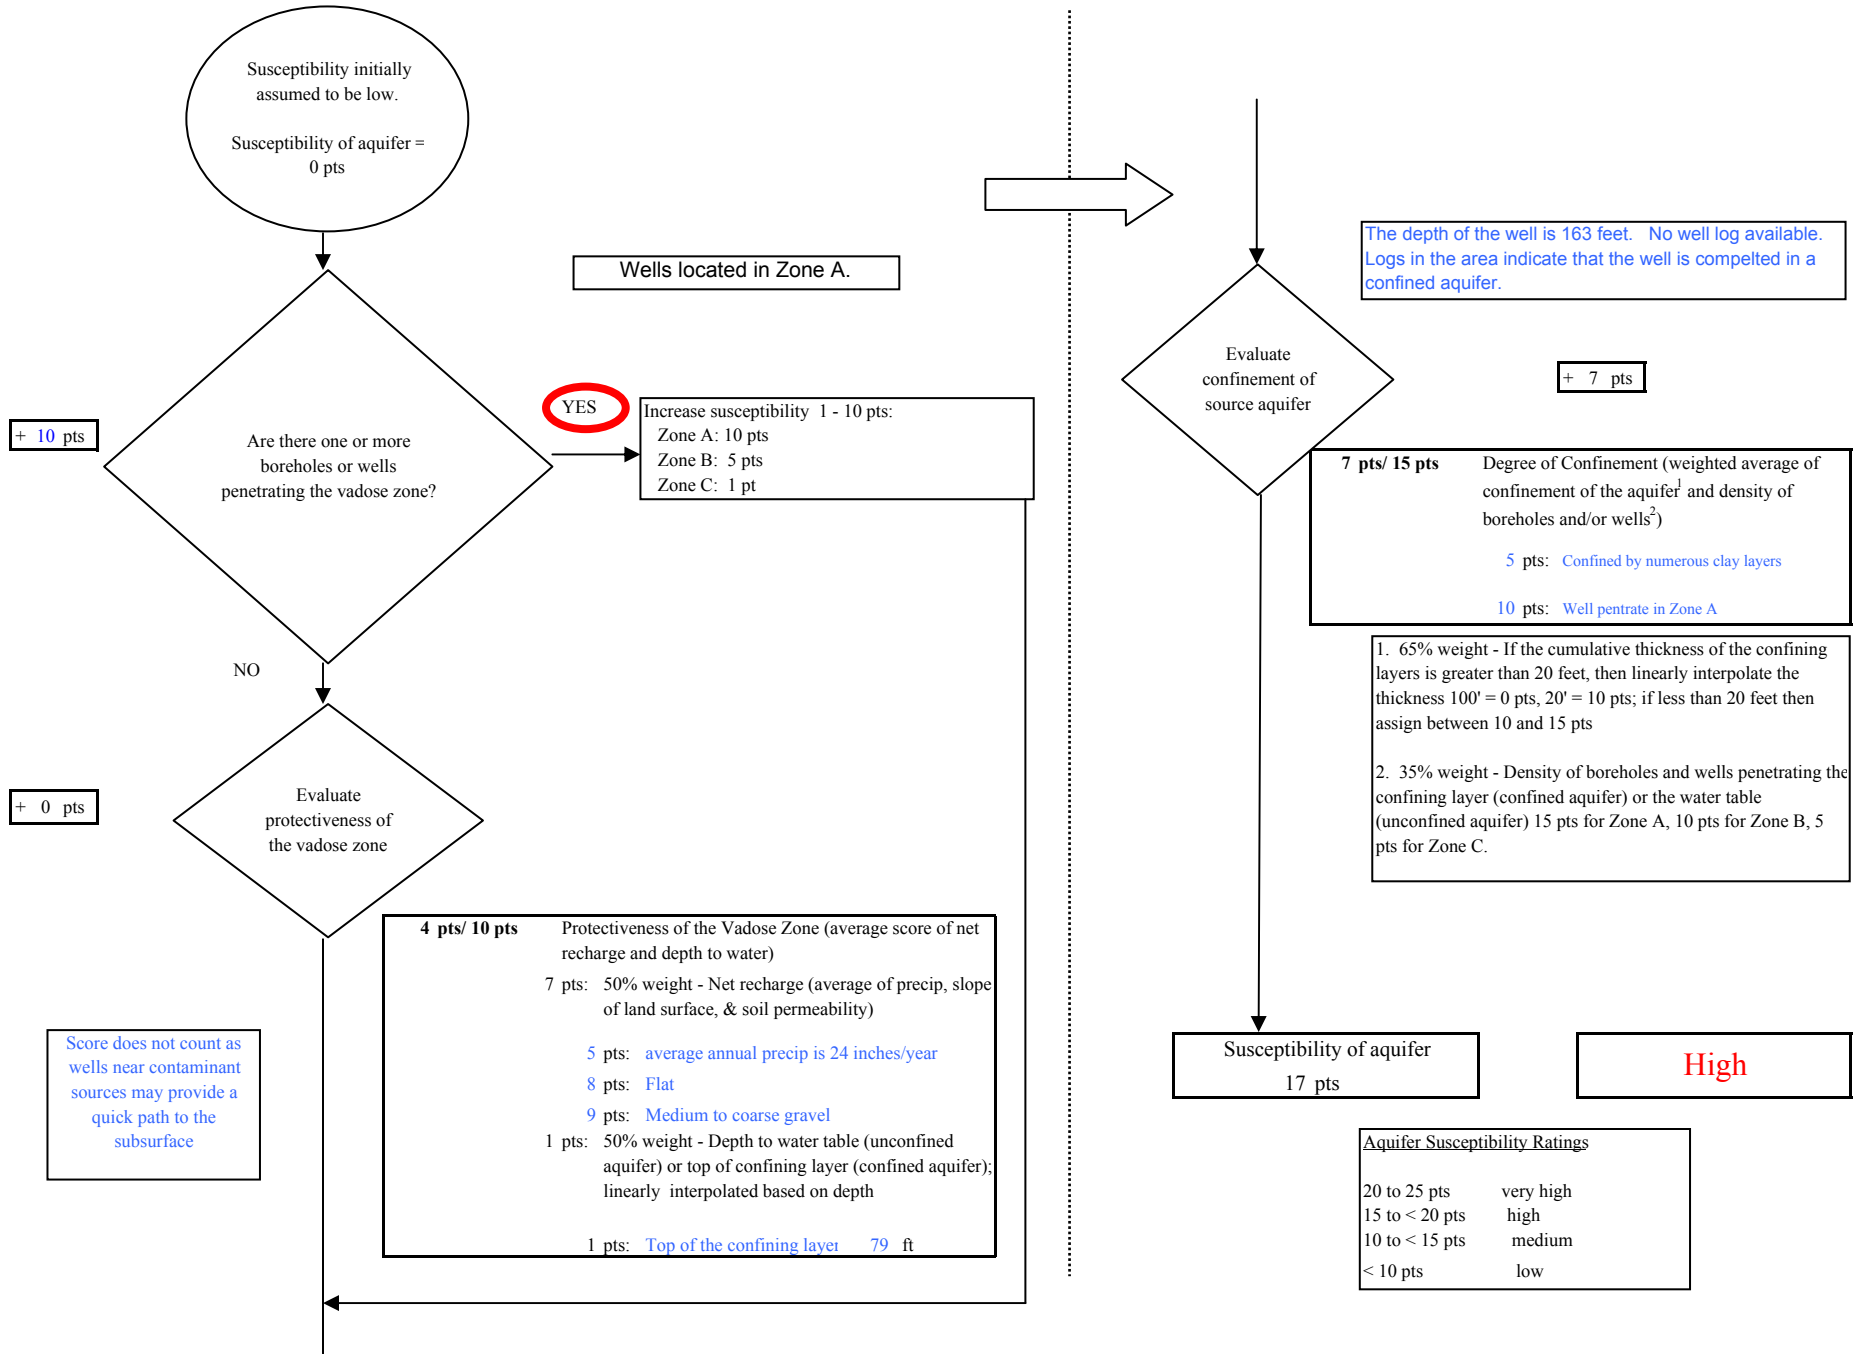 Susceptibility initially
assumed to be low.
Susceptibility of aquifer =
0 pts
Wells located in Zone A.
YES
Increase susceptibility 1 - 10 pts:
Zone A: 10 pts
Zone B: 5 pts
Zone C: 1 pt
+ 10 pts
Are there one or more
boreholes or wells
penetrating the vadose zone?
NO
+ 0 pts
Evaluate
protectiveness of
the vadose zone
4 pts/ 10 pts
Protectiveness of the Vadose Zone (average score of net
recharge and depth to water)
7 pts: 50% weight - Net recharge (average of precip, slope
of land surface, & soil permeability)
5 pts: average annual precip is 24 inches/year
8 pts: Flat
9 pts: Medium to coarse gravel
1 pts: 50% weight - Depth to water table (unconfined
aquifer) or top of confining layer (confined aquifer);
linearly interpolated based on depth
1 pts: Top of the confining layer 79 ft
Score does not count as
wells near contaminant
sources may provide a
quick path to the
subsurface
The depth of the well is 163 feet. No well log available.
Logs in the area indicate that the well is compelted in a
confined aquifer.
Evaluate
confinement of
source aquifer
+ 7 pts
7 pts/ 15 pts
Degree of Confinement (weighted average of
confinement of the aquifer1 and density of
boreholes and/or wells2)
5 pts: Confined by numerous clay layers
10 pts: Well pentrate in Zone A
1. 65% weight - If the cumulative thickness of the confining
layers is greater than 20 feet, then linearly interpolate the
thickness 100' = 0 pts, 20' = 10 pts; if less than 20 feet then
assign between 10 and 15 pts
2. 35% weight - Density of boreholes and wells penetrating the
confining layer (confined aquifer) or the water table
(unconfined aquifer) 15 pts for Zone A, 10 pts for Zone B, 5
pts for Zone C.
Susceptibility of aquifer
17 pts
High
Aquifer Susceptibility Ratings
20 to 25 pts very high
15 to < 20 pts high
10 to < 15 pts medium
< 10 pts low